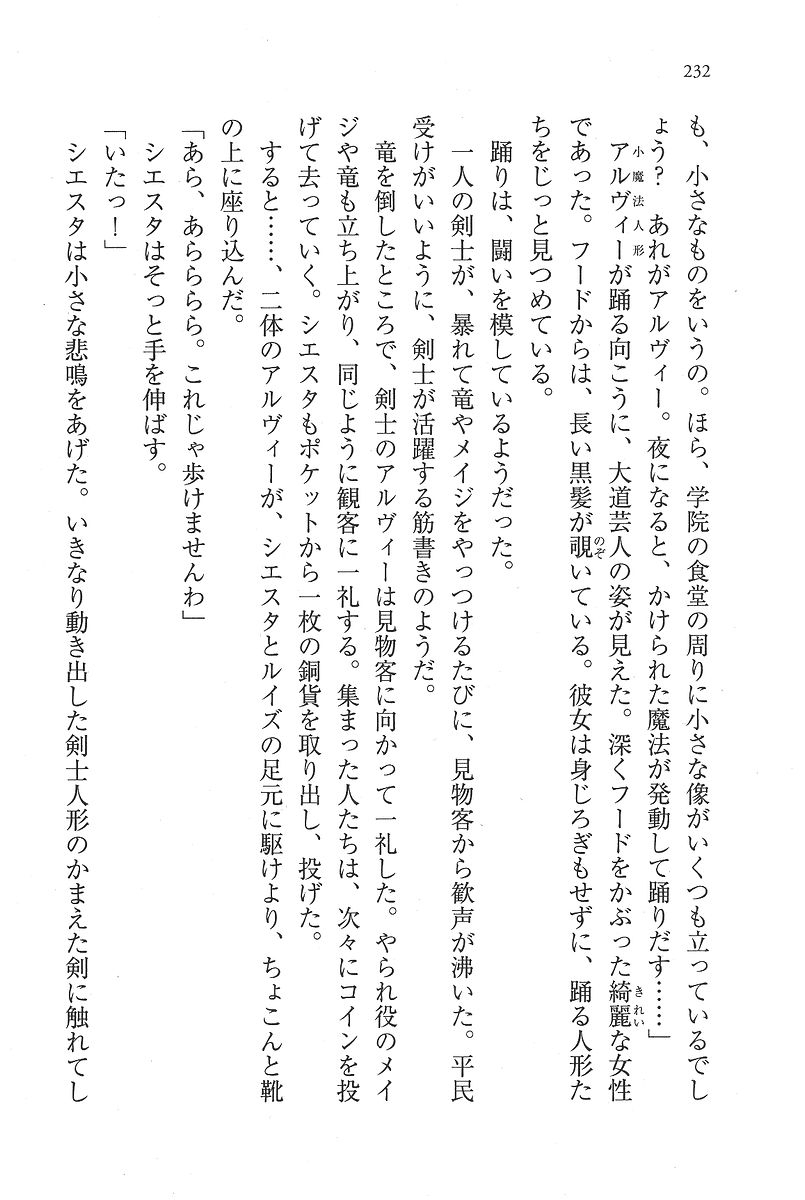 232
も、小さなものをいうの。ほら、学院の食堂の周りに小さな像がいくつも立っているでし
ょう？　あれがアルヴィー。夜になると、かけられた魔法が発動して踊りだす……」
　アルヴィーが踊る向こうに、大道芸人の姿が見えた。深くフードをかぶった綺麗な女性
小魔法人形
きれい
であった。フードからは、長い黒髪が覗いている。彼女は身じろぎもせずに、踊る人形た
のぞ
ちをじっと見つめている。
　踊りは、闘いを模しているようだった。
　一人の剣士が、暴れて竜やメイジをやっつけるたびに、見物客から歓声が沸いた。平民
受けがいいように、剣士が活躍する筋書きのようだ。
　竜を倒したところで、剣士のアルヴィーは見物客に向かって一礼した。やられ役のメイ
ジや竜も立ち上がり、同じように観客に一礼する。集まった人たちは、次々にコインを投
げて去っていく。シエスタもポケットから一枚の銅貨を取り出し、投げた。
　すると……、二体のアルヴィーが、シエスタとルイズの足元に駆けより、ちょこんと靴
の上に座り込んだ。
「あら、あらららら。これじゃ歩けませんわ」
　シエスタはそっと手を伸ばす。
「いたっ！」
　シエスタは小さな悲鳴をあげた。いきなり動き出した剣士人形のかまえた剣に触れてし